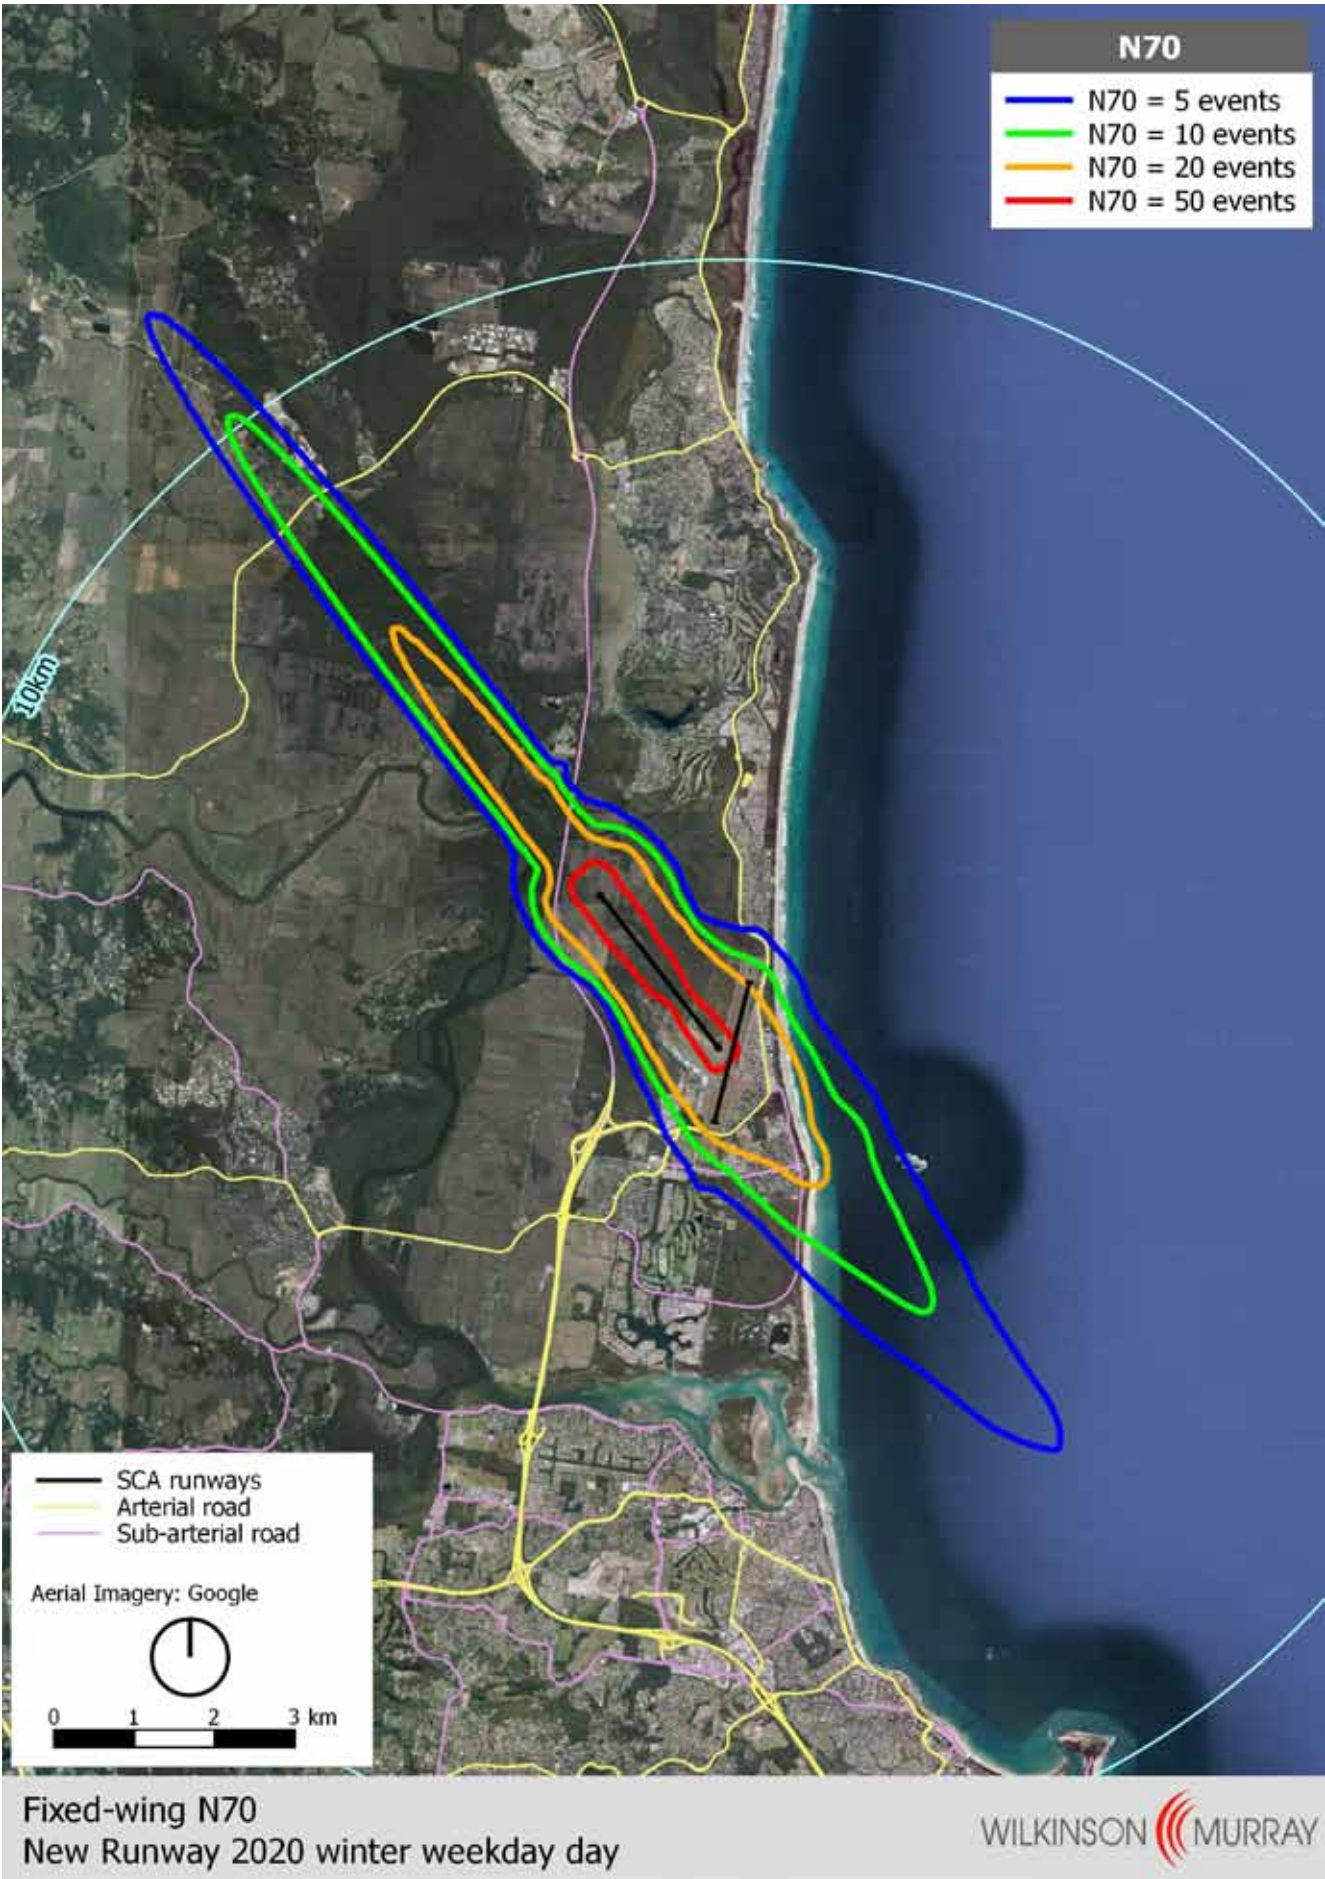 N70
N70 = 5 events
N70 = 10 events
N70 = 20 events
N70 = 50 events
10km
SCA runways
Arterial road
Sub-arterial road
Aerial Imagery: Google
0 1 2 3 km
Fixed-wing N70
New Runway 2020 winter weekday day
WILKINSON MURRAY